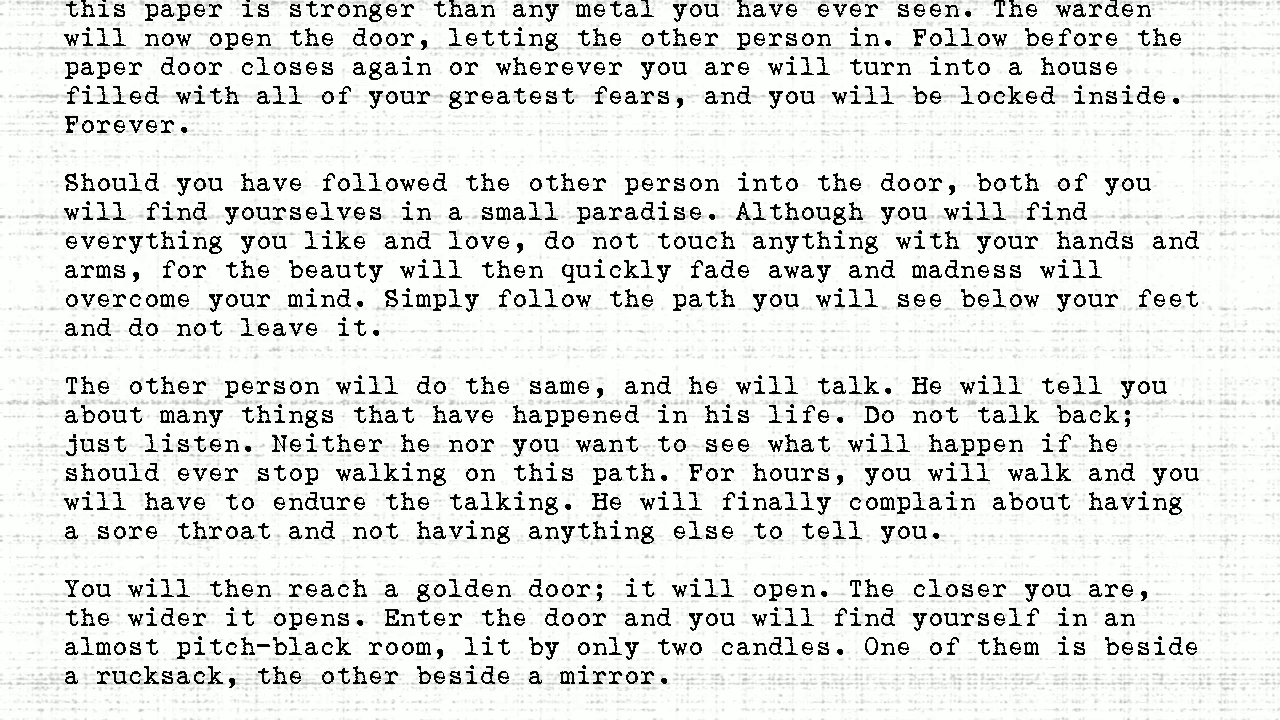 this paper is stronger than any metal you have ever seen. The warden
will now open the door, letting the other person in. Follow before the
paper door closes again or wherever you are will turn into a house
filled with all of your greatest fears, and you will be locked inside.
Forever.
Should you have followed the other person into the door, both of you
will find yourselves in a small paradise. Although you will find
everything you like and love, do not touch anything with your hands and
arms, for the beauty will then quickly fade away and madness will
overcome your mind. Simply follow the path you will see below your feet
and do not leave it.
The other person will do the same, and he will talk. He will tell you
about many things that have happened in his life. Do not talk back;
just listen. Neither he nor you want to see what will happen if he
should ever stop walking on this path. For hours, you will walk and you
will have to endure the talking. He will finally complain about having
a sore throat and not having anything else to tell you.
You will then reach a golden door; it will open. The closer you are,
the wider it opens. Enter the door and you will find yourself in an
almost pitch-black room, lit by only two candles. One of them is beside
a rucksack, the other beside a mirror.